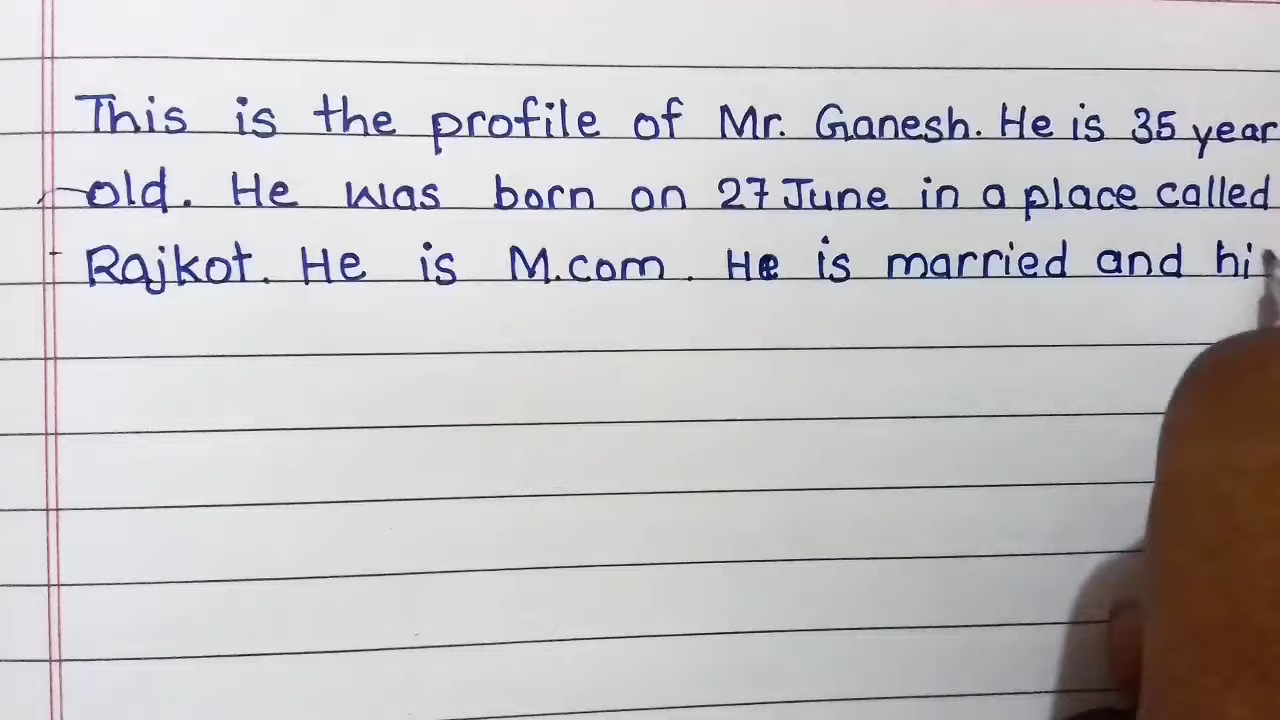 This is the profile of Mr. Ganesh. He is 35 year
old. He was born on 27 June in a place called
Rajkot. He is M.com. He is married and hi